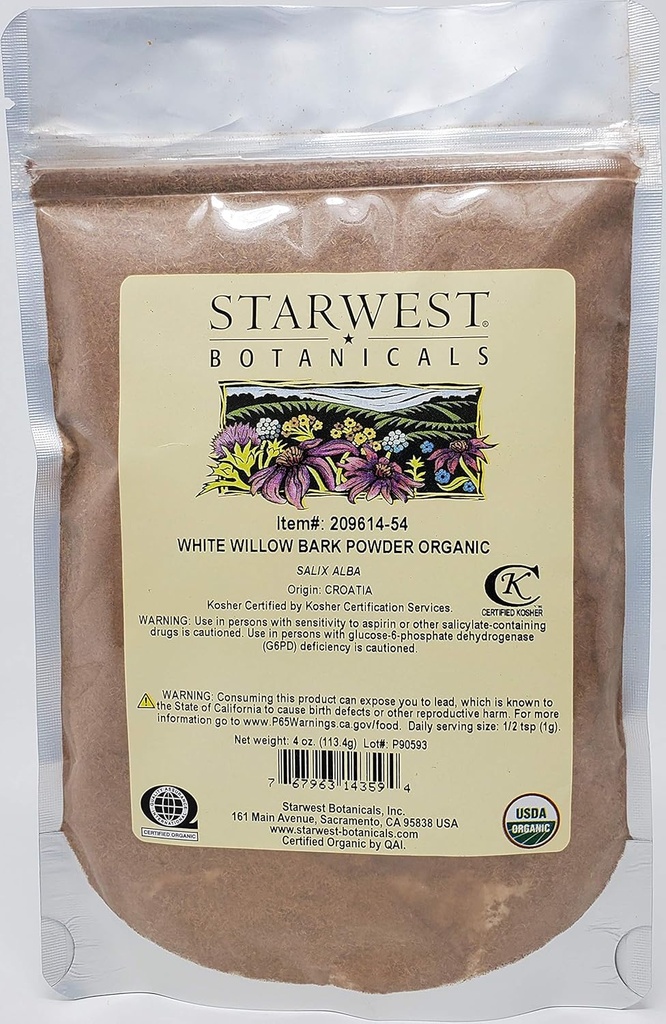 STARWEST®
BOTANICALS
Item#: 209614-54
WHITE WILLOW BARK POWDER ORGANIC
SALIX ALBA
Origin: CROATIA
Kosher Certified by Kosher Certification Services.
CK
CERTIFIED KOSHER
WARNING: Use in persons with sensitivity to aspirin or other salicylate-containing
drugs is cautioned. Use in persons with glucose-6-phosphate dehydrogenase
(G6PD) deficiency is cautioned.
WARNING: Consuming this product can expose you to lead, which is known to
the State of California to cause birth defects or other reproductive harm. For more
information go to www.P65Warnings.ca.gov/food. Daily serving size: 1/2 tsp (1g).
Net weight: 4 oz. (113.4g) Lot#: P90593
7 67963 14359 4
Starwest Botanicals, Inc.
161 Main Avenue, Sacramento, CA 95838 USA
www.starwest-botanicals.com
Certified Organic by QAI.
CERTIFIED ORGANIC
USDA
ORGANIC